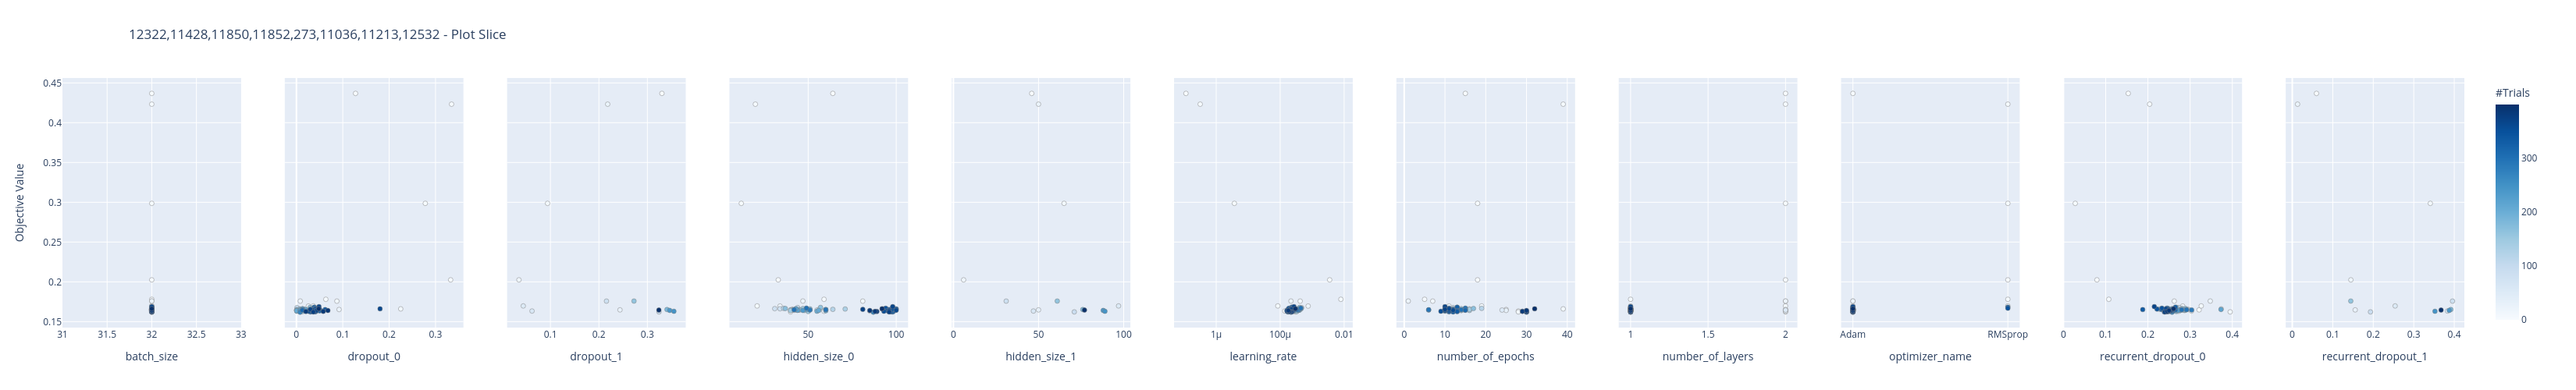 12322,11428,11850,11852,273,11036,11213,12532 - Plot Slice
#Trials
Objective Value
0.45
0.4
0.35
0.3
0.25
0.2
0.15
31 31.5 32 32.5 33
batch_size
0 0.1 0.2 0.3
dropout_0
0.1 0.2 0.3
dropout_1
50 100
hidden_size_0
0 50 100
hidden_size_1
1μ 100μ 0.01
learning_rate
0 10 20 30 40
number_of_epochs
1 1.5 2
number_of_layers
Adam RMSprop
optimizer_name
0 0.1 0.2 0.3 0.4
recurrent_dropout_0
0 0.1 0.2 0.3 0.4
recurrent_dropout_1
300
200
100
0